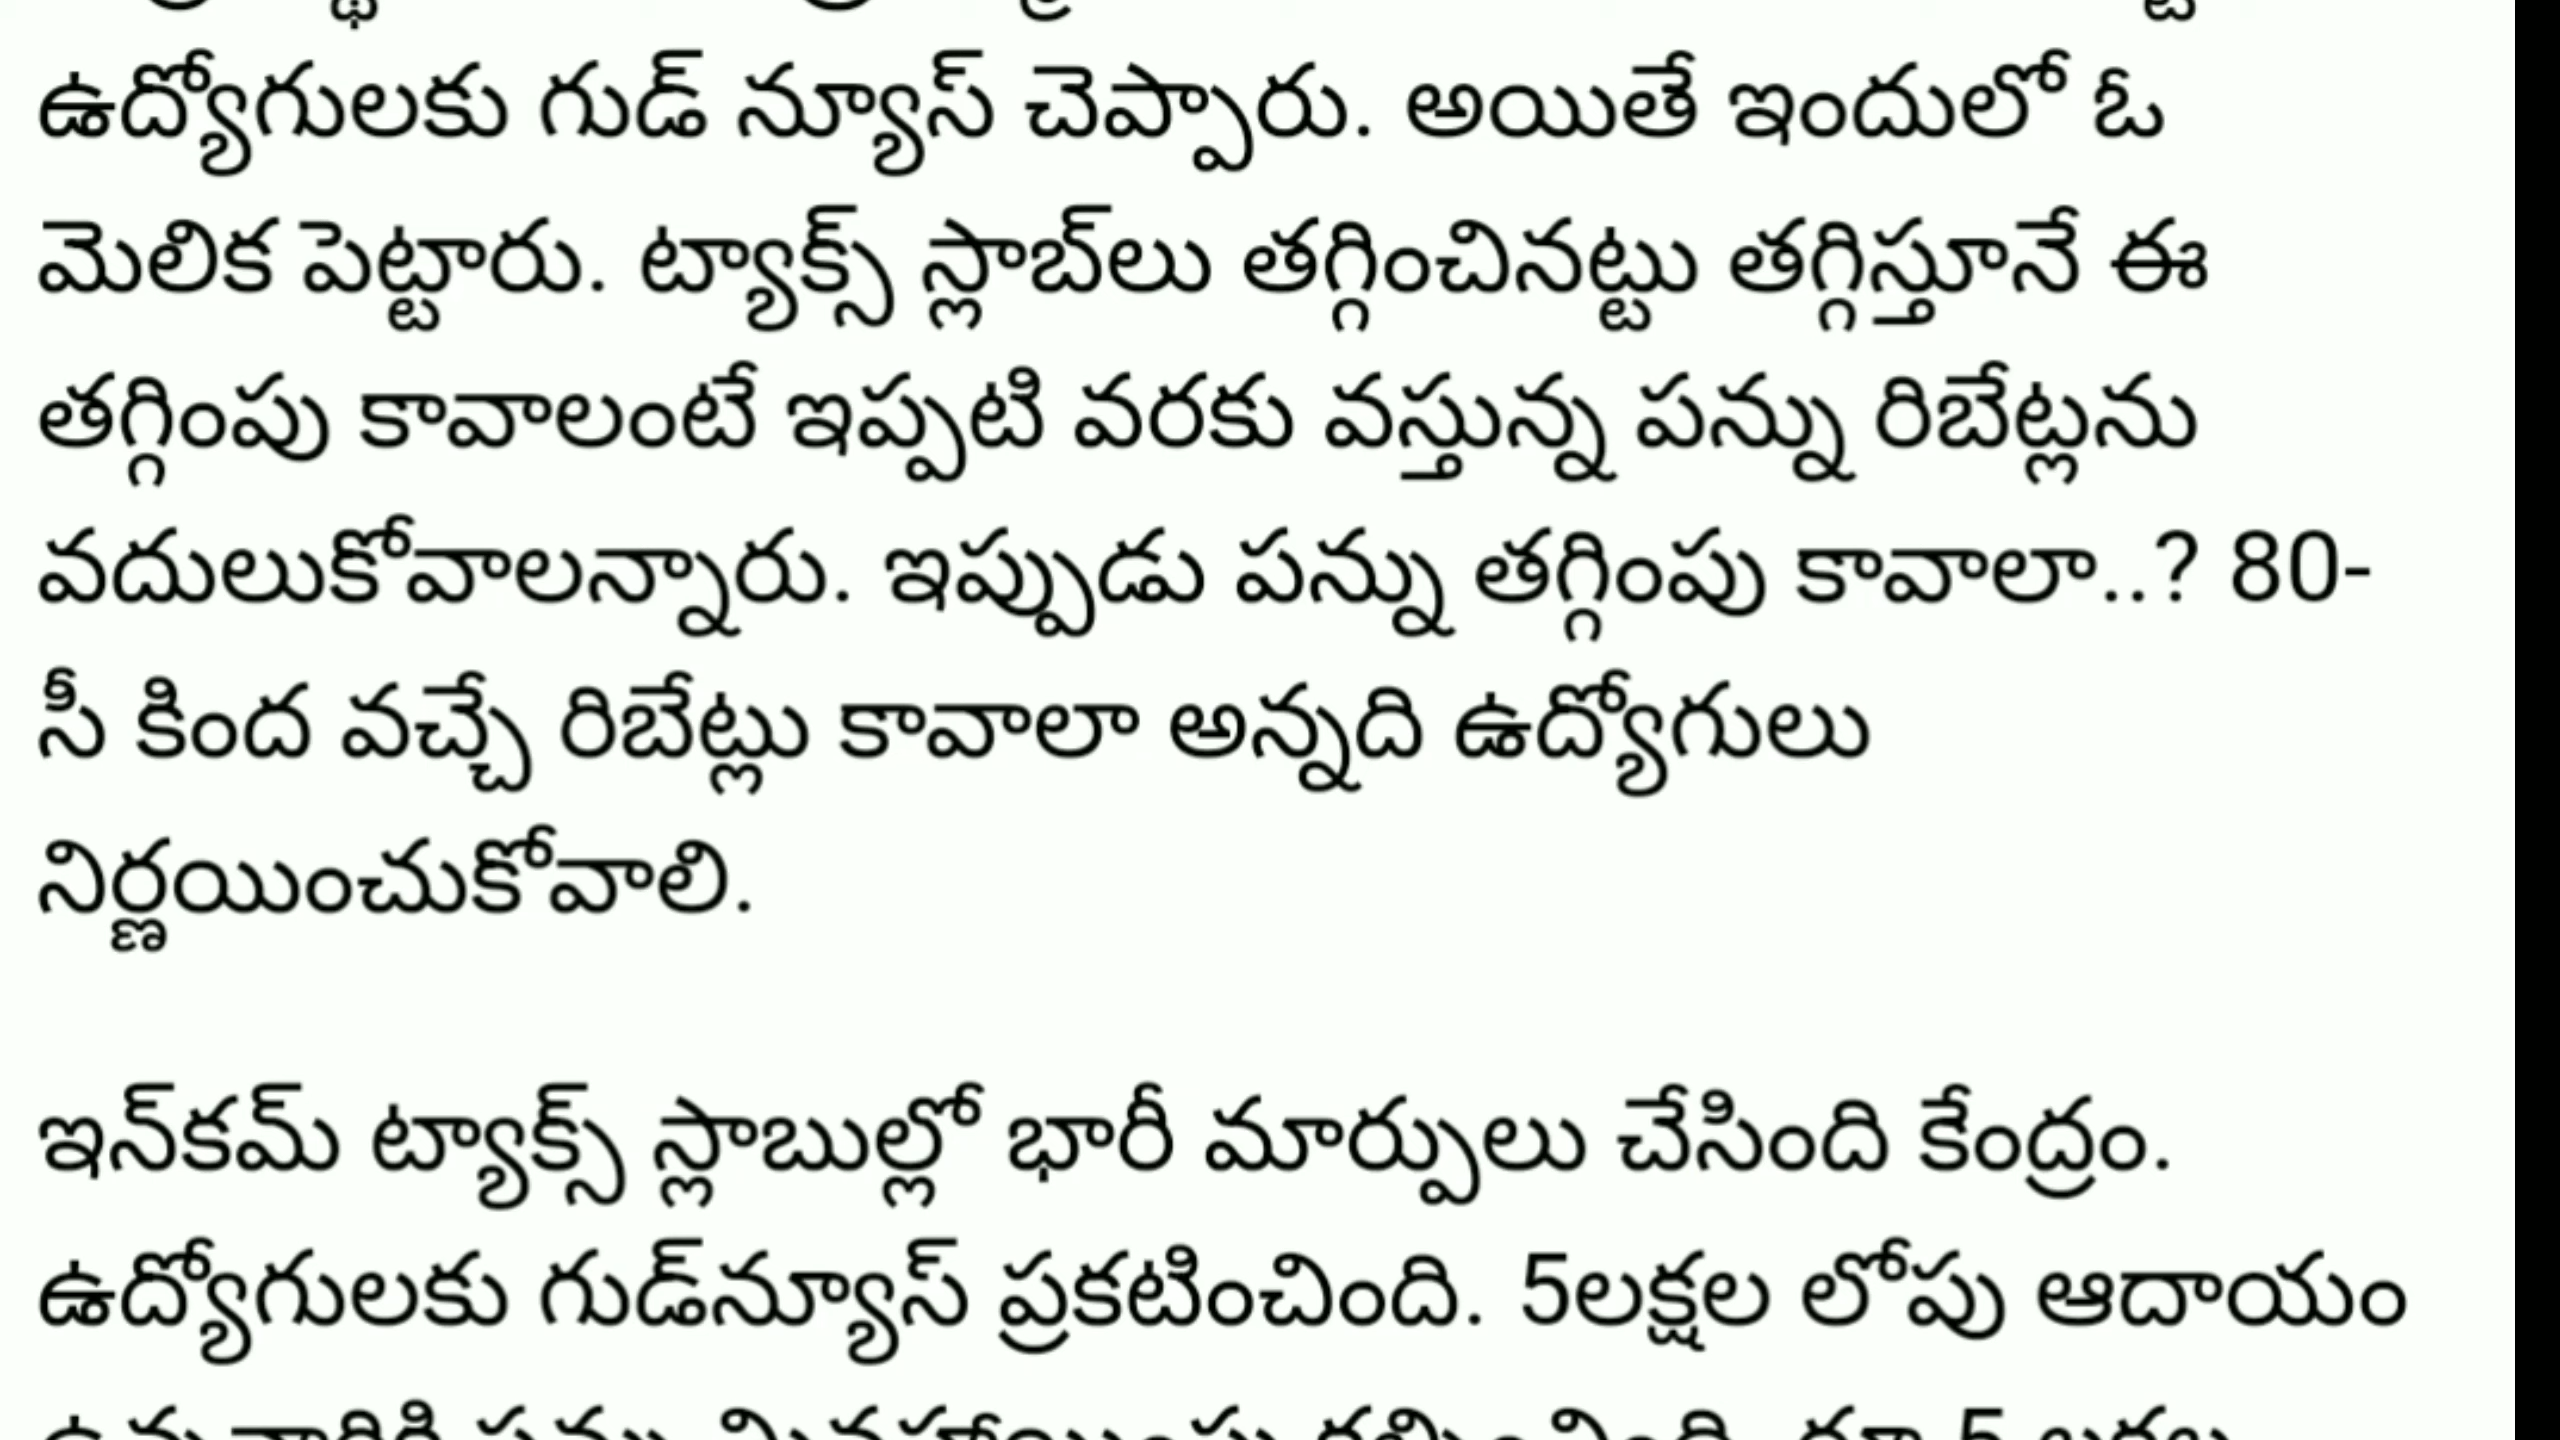 ఉద్యోగులకు గుడ్ న్యూస్ చెప్పారు. అయితే ఇందులో ఓ
మెలిక పెట్టారు. ట్యాక్స్ స్లాబ్‌లు తగ్గించినట్టు తగ్గిస్తూనే ఈ
తగ్గింపు కావాలంటే ఇప్పటి వరకు వస్తున్న పన్ను రిబేట్లను
వదులుకోవాలన్నారు. ఇప్పుడు పన్ను తగ్గింపు కావాలా..? 80-
సీ కింద వచ్చే రిబేట్లు కావాలా అన్నది ఉద్యోగులు
నిర్ణయించుకోవాలి.
ఇన్‌కమ్ ట్యాక్స్ స్లాబుల్లో భారీ మార్పులు చేసింది కేంద్రం.
ఉద్యోగులకు గుడ్‌న్యూస్ ప్రకటించింది. 5లక్షల లోపు ఆదాయం